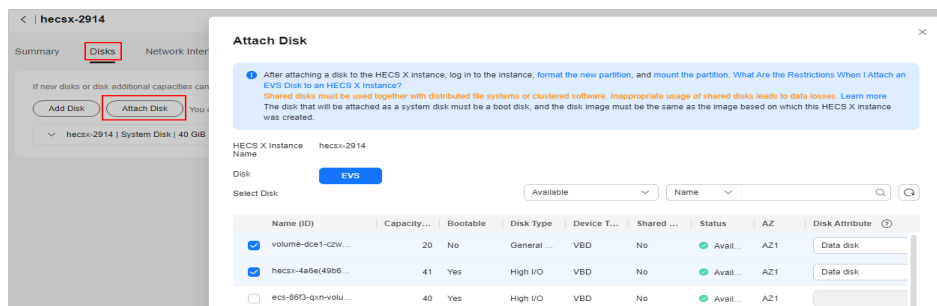 < | hecsx-2914
Summary Disks Network Inter
If new disks or disk additional capacities can
Add Disk Attach Disk You c
hecsx-2914 | System Disk | 40 GiB
Attach Disk
After attaching a disk to the HECS X instance, log in to the instance, format the new partition, and mount the partition. What Are the Restrictions When I Attach an
EVS Disk to an HECS X Instance?
Shared disks must be used together with distributed file systems or clustered software. Inappropriate usage of shared disks leads to data losses. Learn more
The disk that will be attached as a system disk must be a boot disk, and the disk image must be the same as the image based on which this HECS X instance
was created.
HECS X Instance hecsx-2914
Name
Disk EVS
Select Disk Available Name
Name (ID) Capacity... Bootable Disk Type Device T... Shared ... Status AZ Disk Attribute ?
volume-dce1-czw... 20 No General ... VBD No Avail... AZ1 Data disk
hecsx-4a6e(49b6... 41 Yes High I/O VBD No Avail... AZ1 Data disk
ecs-86f3-qxn-volu... 40 Yes High I/O VBD No Avail... AZ1